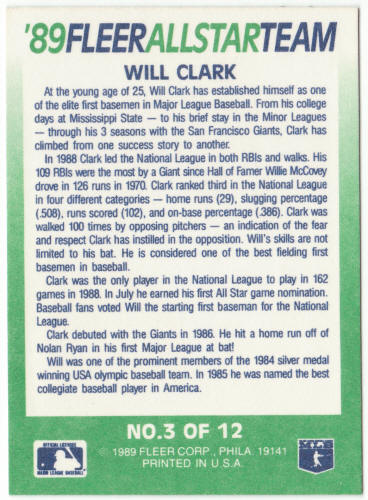 '89FLEERALLSTARTEAM
WILL CLARK
At the young age of 25, Will Clark has established himself as one of
the elite first basemen in Major League Baseball. From his college
days at Mississippi State — to his brief stay in the Minor Leagues
— through his 3 seasons with the San Francisco Giants, Clark has
climbed from one success story to another.
In 1988 Clark led the National League in both RBIs and walks. His
109 RBIs were the most by a Giant since Hall of Famer Willie McCovey
drove in 126 runs in 1970. Clark ranked third in the National League
in four different categories — home runs (29), slugging percentage
(.508), runs scored (102), and on-base percentage (.386). Clark was
walked 100 times by opposing pitchers — an indication of the fear
and respect Clark has instilled in the opposition. Will's skills are not
limited to his bat. He is considered one of the best fielding first
basemen in baseball.
Clark was the only player in the National League to play in 162
games in 1988. In July he earned his first All Star game nomination.
Baseball fans voted Will the starting first baseman for the National
League.
Clark debuted with the Giants in 1986. He hit a home run off of
Nolan Ryan in his first Major League at bat!
Will was one of the prominent members of the 1984 silver medal
winning USA olympic baseball team. In 1985 he was named the best
collegiate baseball player in America.
NO.3 OF 12
© 1989 FLEER CORP., PHILA. 19141
PRINTED IN U.S.A.
OFFICIAL LICENSEE
MAJOR LEAGUE BASEBALL